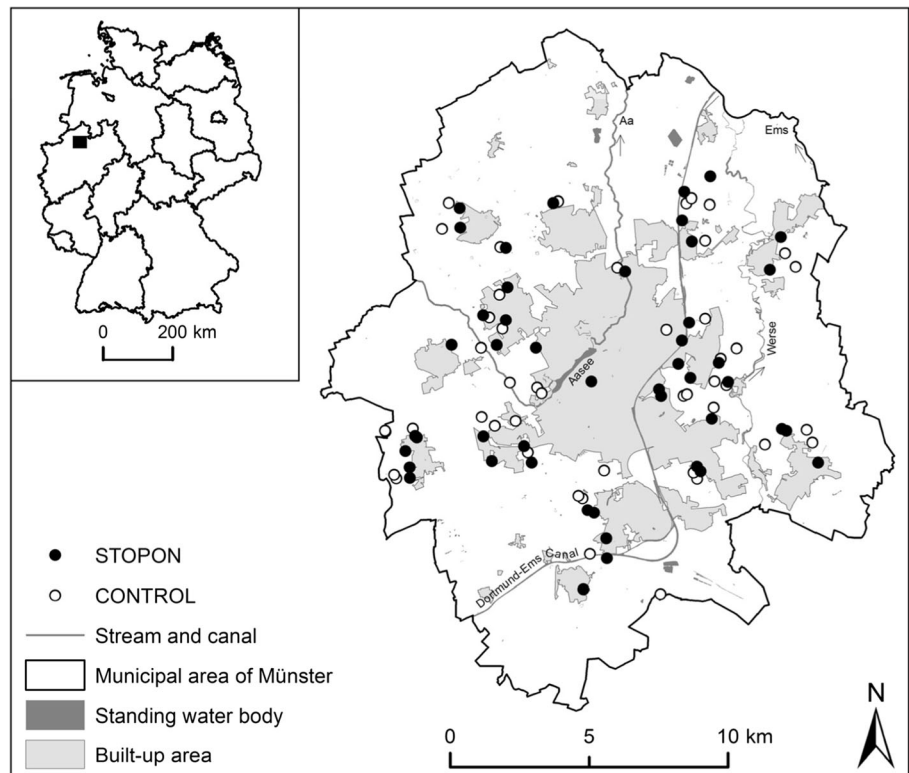 0 200 km
Aa
Ems
Werse
Aasee
Dortmund-Ems Canal
STOPON
CONTROL
Stream and canal
Municipal area of Münster
Standing water body
Built-up area
0 5 10 km
N